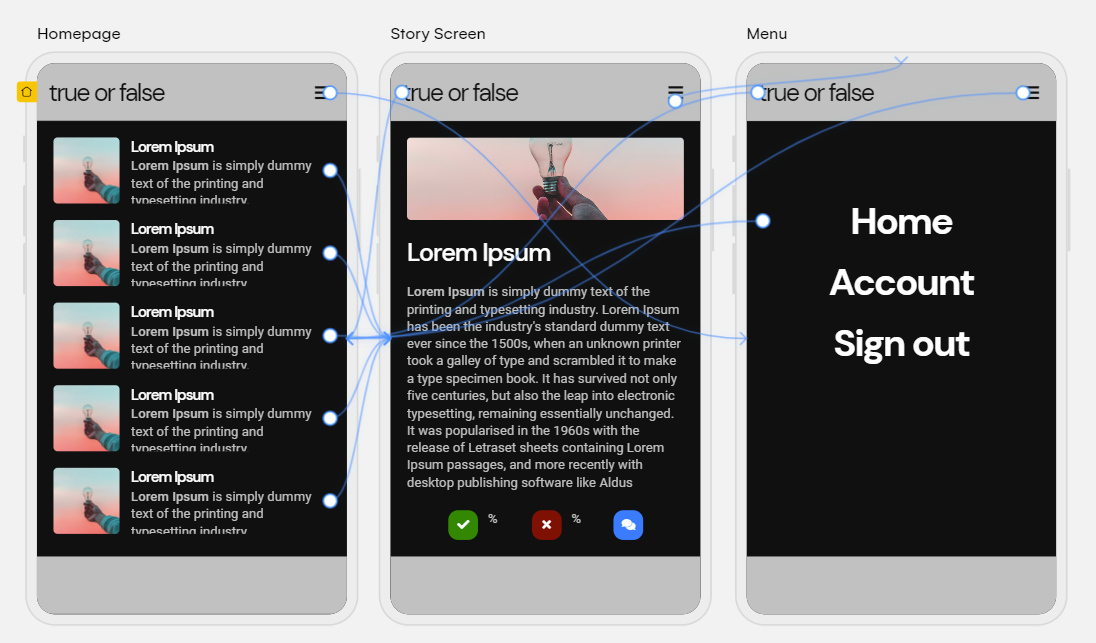 Homepage
true or false
Lorem Ipsum
Lorem Ipsum is simply dummy
text of the printing and
typesetting industry.
Lorem Ipsum
Lorem Ipsum is simply dummy
text of the printing and
typesetting industry.
Lorem Ipsum
Lorem Ipsum is simply dummy
text of the printing and
typesetting industry.
Lorem Ipsum
Lorem Ipsum is simply dummy
text of the printing and
typesetting industry.
Lorem Ipsum
Lorem Ipsum is simply dummy
text of the printing and
typesetting industry.
Story Screen
true or false
Lorem Ipsum
Lorem Ipsum is simply dummy text of the
printing and typesetting industry. Lorem Ipsum
has been the industry's standard dummy text
ever since the 1500s, when an unknown printer
took a galley of type and scrambled it to make
a type specimen book. It has survived not only
five centuries, but also the leap into electronic
typesetting, remaining essentially unchanged.
It was popularised in the 1960s with the
release of Letraset sheets containing Lorem
Ipsum passages, and more recently with
desktop publishing software like Aldus
% %
Menu
true or false
Home
Account
Sign out